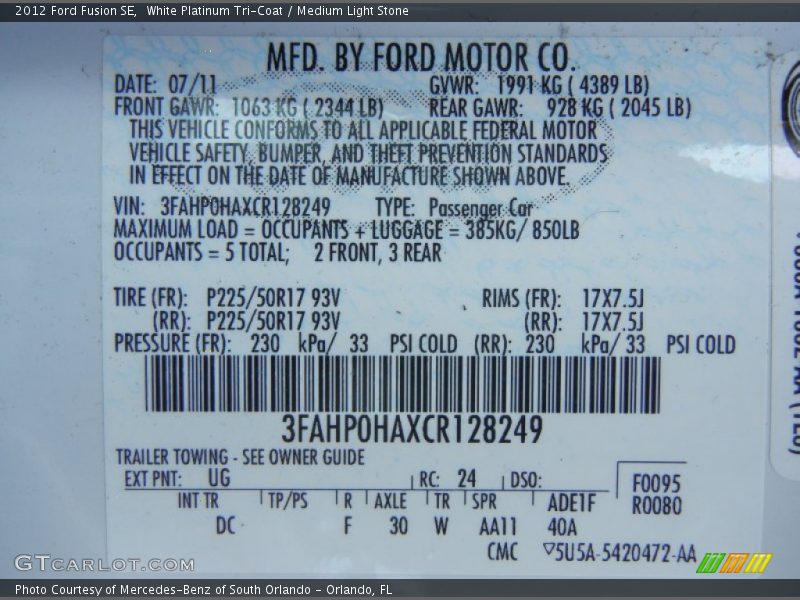 2012 Ford Fusion SE, White Platinum Tri-Coat / Medium Light Stone
MFD. BY FORD MOTOR CO.
DATE: 07/11 GVWR: 1991 KG ( 4389 LB)
FRONT GAWR: 1063 KG ( 2344 LB) REAR GAWR: 928 KG ( 2045 LB)
THIS VEHICLE CONFORMS TO ALL APPLICABLE FEDERAL MOTOR
VEHICLE SAFETY, BUMPER, AND THEFT PREVENTION STANDARDS
IN EFFECT ON THE DATE OF MANUFACTURE SHOWN ABOVE.
VIN: 3FAHP0HAXCR128249 TYPE: Passenger Car
MAXIMUM LOAD = OCCUPANTS + LUGGAGE = 385KG/ 850LB
OCCUPANTS = 5 TOTAL; 2 FRONT, 3 REAR
TIRE (FR): P225/50R17 93V RIMS (FR): 17X7.5J
(RR): P225/50R17 93V (RR): 17X7.5J
PRESSURE (FR): 230 kPa/ 33 PSI COLD (RR): 230 kPa/ 33 PSI COLD
3FAHP0HAXCR128249
TRAILER TOWING - SEE OWNER GUIDE
EXT PNT: UG RC: 24 DSO: F0095
INT TR TP/PS R AXLE TR SPR ADE1F R0080
DC F 30 W AA11 40A
CMC ▽5U5A-5420472-AA
GTCarLot.com
Photo Courtesy of Mercedes-Benz of South Orlando - Orlando, FL